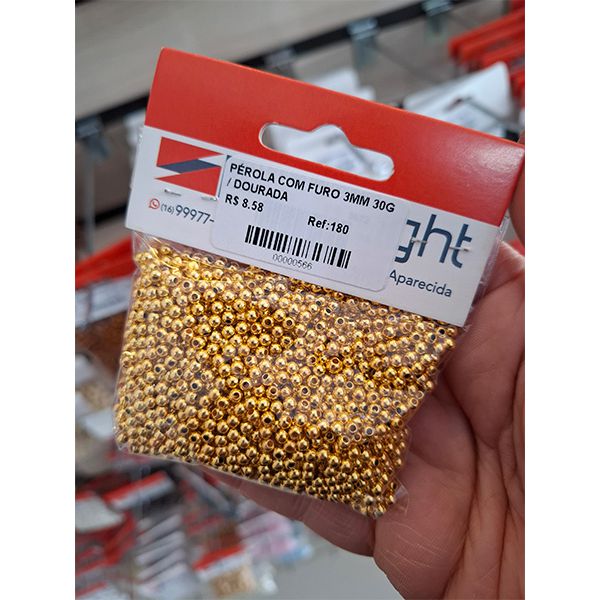 PÉROLA COM FURO 3MM 30G
/ DOURADA
R$ 8.58
Ref:180
00000566
(16) 99977-
ght
Aparecida